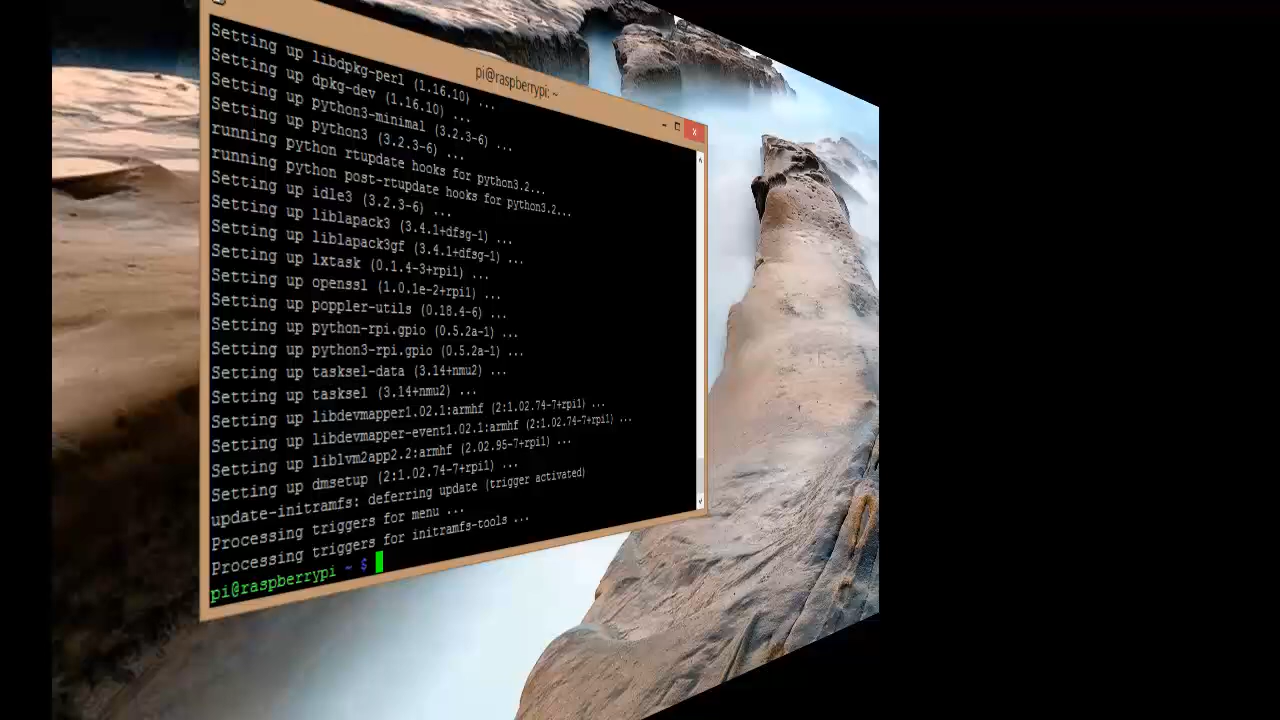 pi@raspberrypi: ~
Setting up libdpkg-perl (1.16.10) ...
Setting up dpkg-dev (1.16.10) ...
Setting up python3-minimal (3.2.3-6) ...
Setting up python3 (3.2.3-6) ...
running python rtupdate hooks for python3.2...
running python post-rtupdate hooks for python3.2...
Setting up idle3 (3.2.3-6) ...
Setting up liblapack3 (3.4.1+dfsg-1) ...
Setting up liblapack3gf (3.4.1+dfsg-1) ...
Setting up lxtask (0.1.4-3+rpi1) ...
Setting up openssl (1.0.1e-2+rpi1) ...
Setting up poppler-utils (0.18.4-6) ...
Setting up python-rpi.gpio (0.5.2a-1) ...
Setting up python3-rpi.gpio (0.5.2a-1) ...
Setting up tasksel-data (3.14+nmu2) ...
Setting up tasksel (3.14+nmu2) ...
Setting up libdevmapper1.02.1:armhf (2:1.02.74-7+rpi1) ...
Setting up libdevmapper-event1.02.1:armhf (2:1.02.74-7+rpi1) ...
Setting up liblvm2app2.2:armhf (2.02.95-7+rpi1) ...
Setting up dmsetup (2:1.02.74-7+rpi1) ...
update-initramfs: deferring update (trigger activated)
Processing triggers for menu ...
Processing triggers for initramfs-tools ...
pi@raspberrypi ~ $